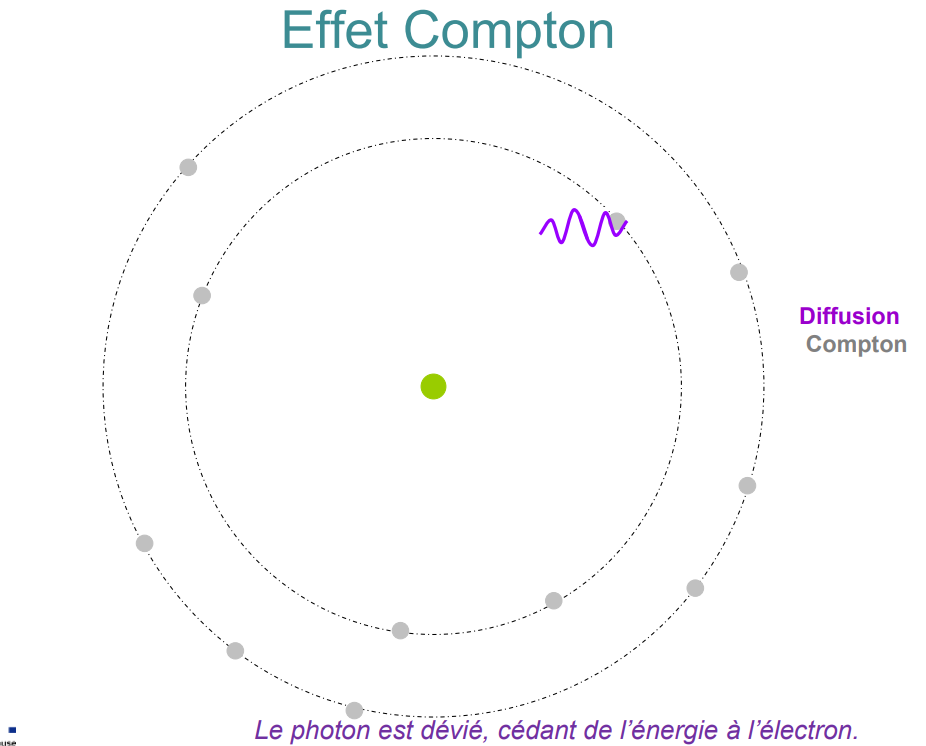 Effet Compton
Diffusion
Compton
Le photon est dévié, cédant de l'énergie à l'électron.